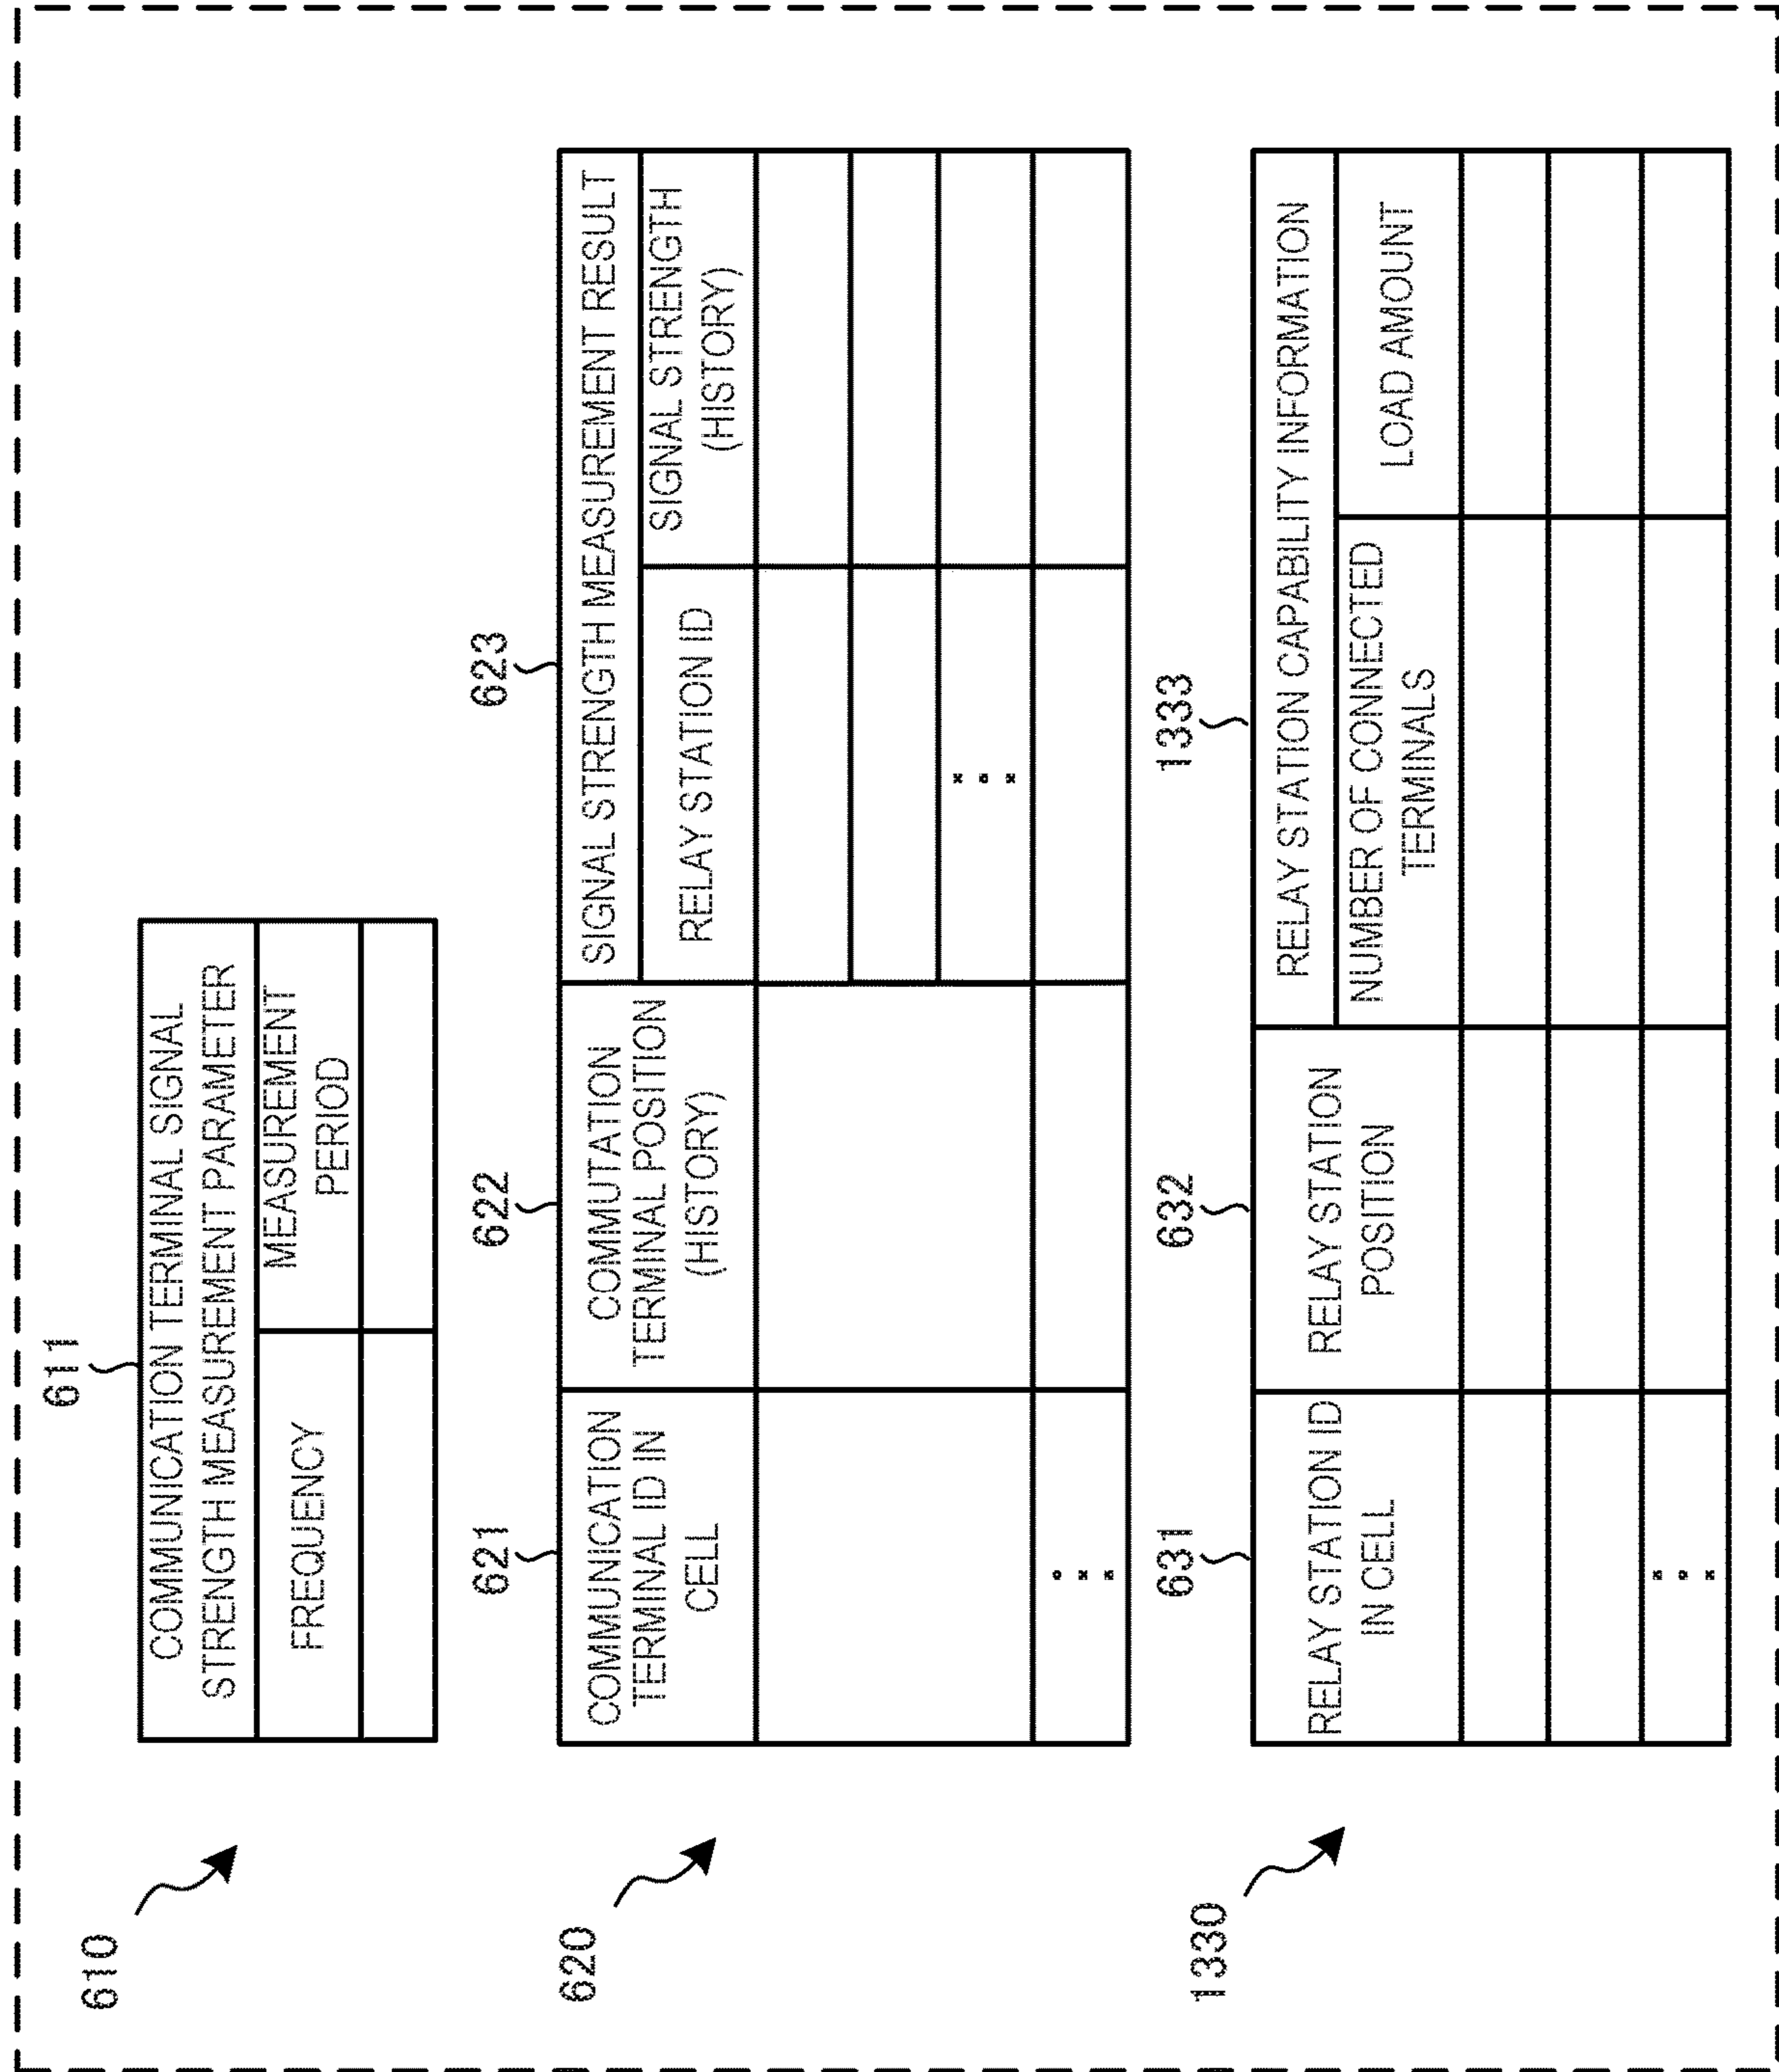 610
611
COMMUNICATION TERMINAL SIGNAL
STRENGTH MEASUREMENT PARAMETER
FREQUENCY
MEASUREMENT
PERIOD
620
621
622
623
COMMUNICATION
TERMINAL ID IN
CELL
COMMUTATION
TERMINAL POSITION
(HISTORY)
SIGNAL STRENGTH MEASUREMENT RESULT
RELAY STATION ID
SIGNAL STRENGTH
(HISTORY)
1330
631
632
1333
RELAY STATION ID
IN CELL
RELAY STATION
POSITION
RELAY STATION CAPABILITY INFORMATION
NUMBER OF CONNECTED
TERMINALS
LOAD AMOUNT